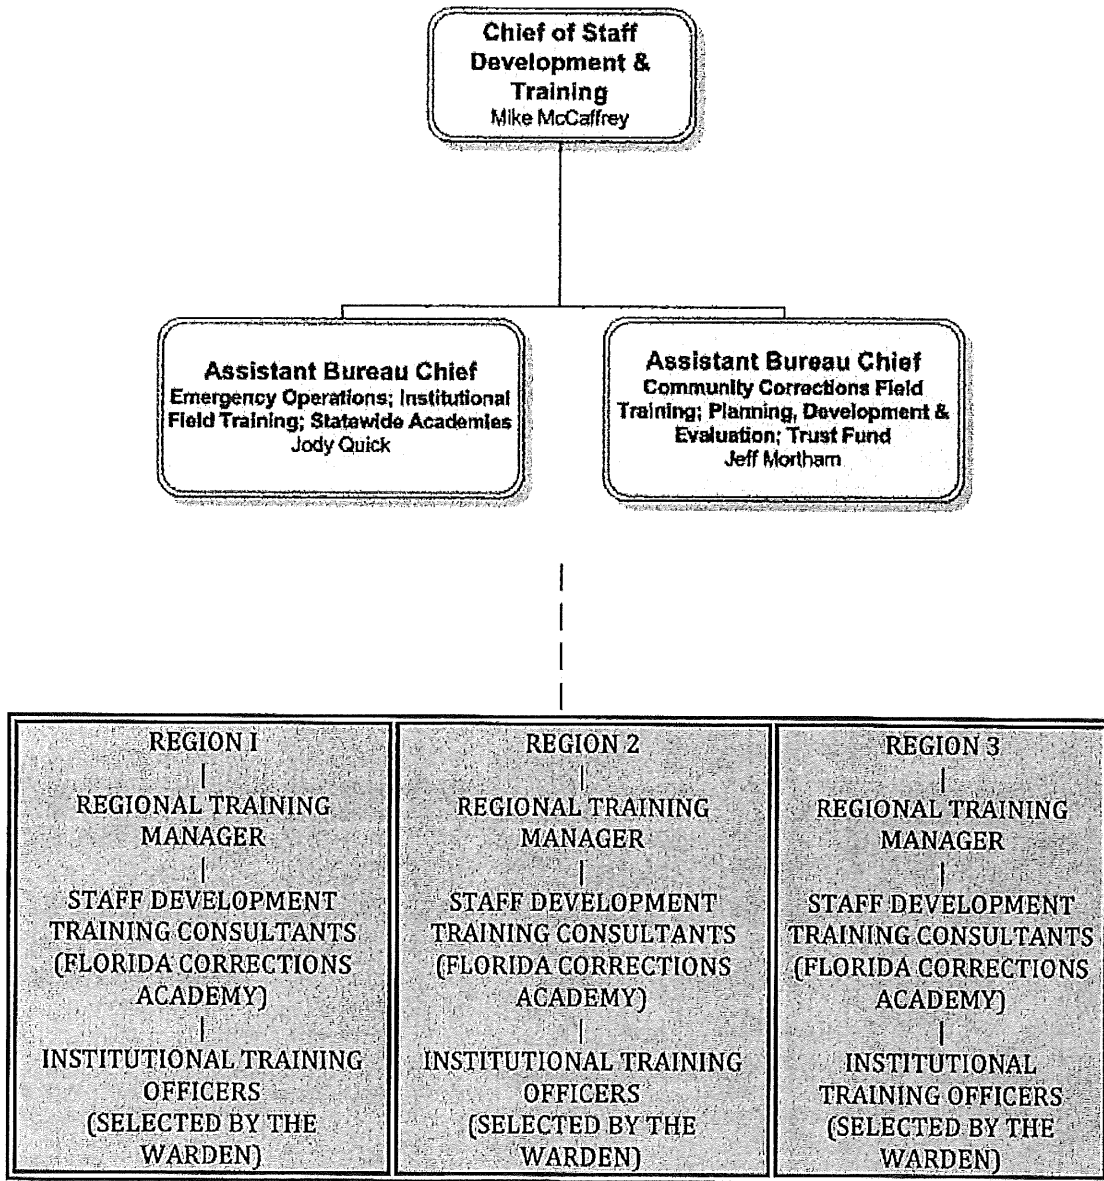 Chief of Staff
Development &
Training
Mike McCaffrey
Assistant Bureau Chief
Emergency Operations; Institutional
Field Training; Statewide Academies
Jody Quick
Assistant Bureau Chief
Community Corrections Field
Training; Planning, Development &
Evaluation; Trust Fund
Jeff Mortham
REGION 1
REGIONAL TRAINING
MANAGER
STAFF DEVELOPMENT
TRAINING CONSULTANTS
(FLORIDA CORRECTIONS
ACADEMY)
INSTITUTIONAL TRAINING
OFFICERS
(SELECTED BY THE
WARDEN)
REGION 2
REGIONAL TRAINING
MANAGER
STAFF DEVELOPMENT
TRAINING CONSULTANTS
(FLORIDA CORRECTIONS
ACADEMY)
INSTITUTIONAL TRAINING
OFFICERS
(SELECTED BY THE
WARDEN)
REGION 3
REGIONAL TRAINING
MANAGER
STAFF DEVELOPMENT
TRAINING CONSULTANTS
(FLORIDA CORRECTIONS
ACADEMY)
INSTITUTIONAL
TRAINING OFFICERS
(SELECTED BY THE
WARDEN)